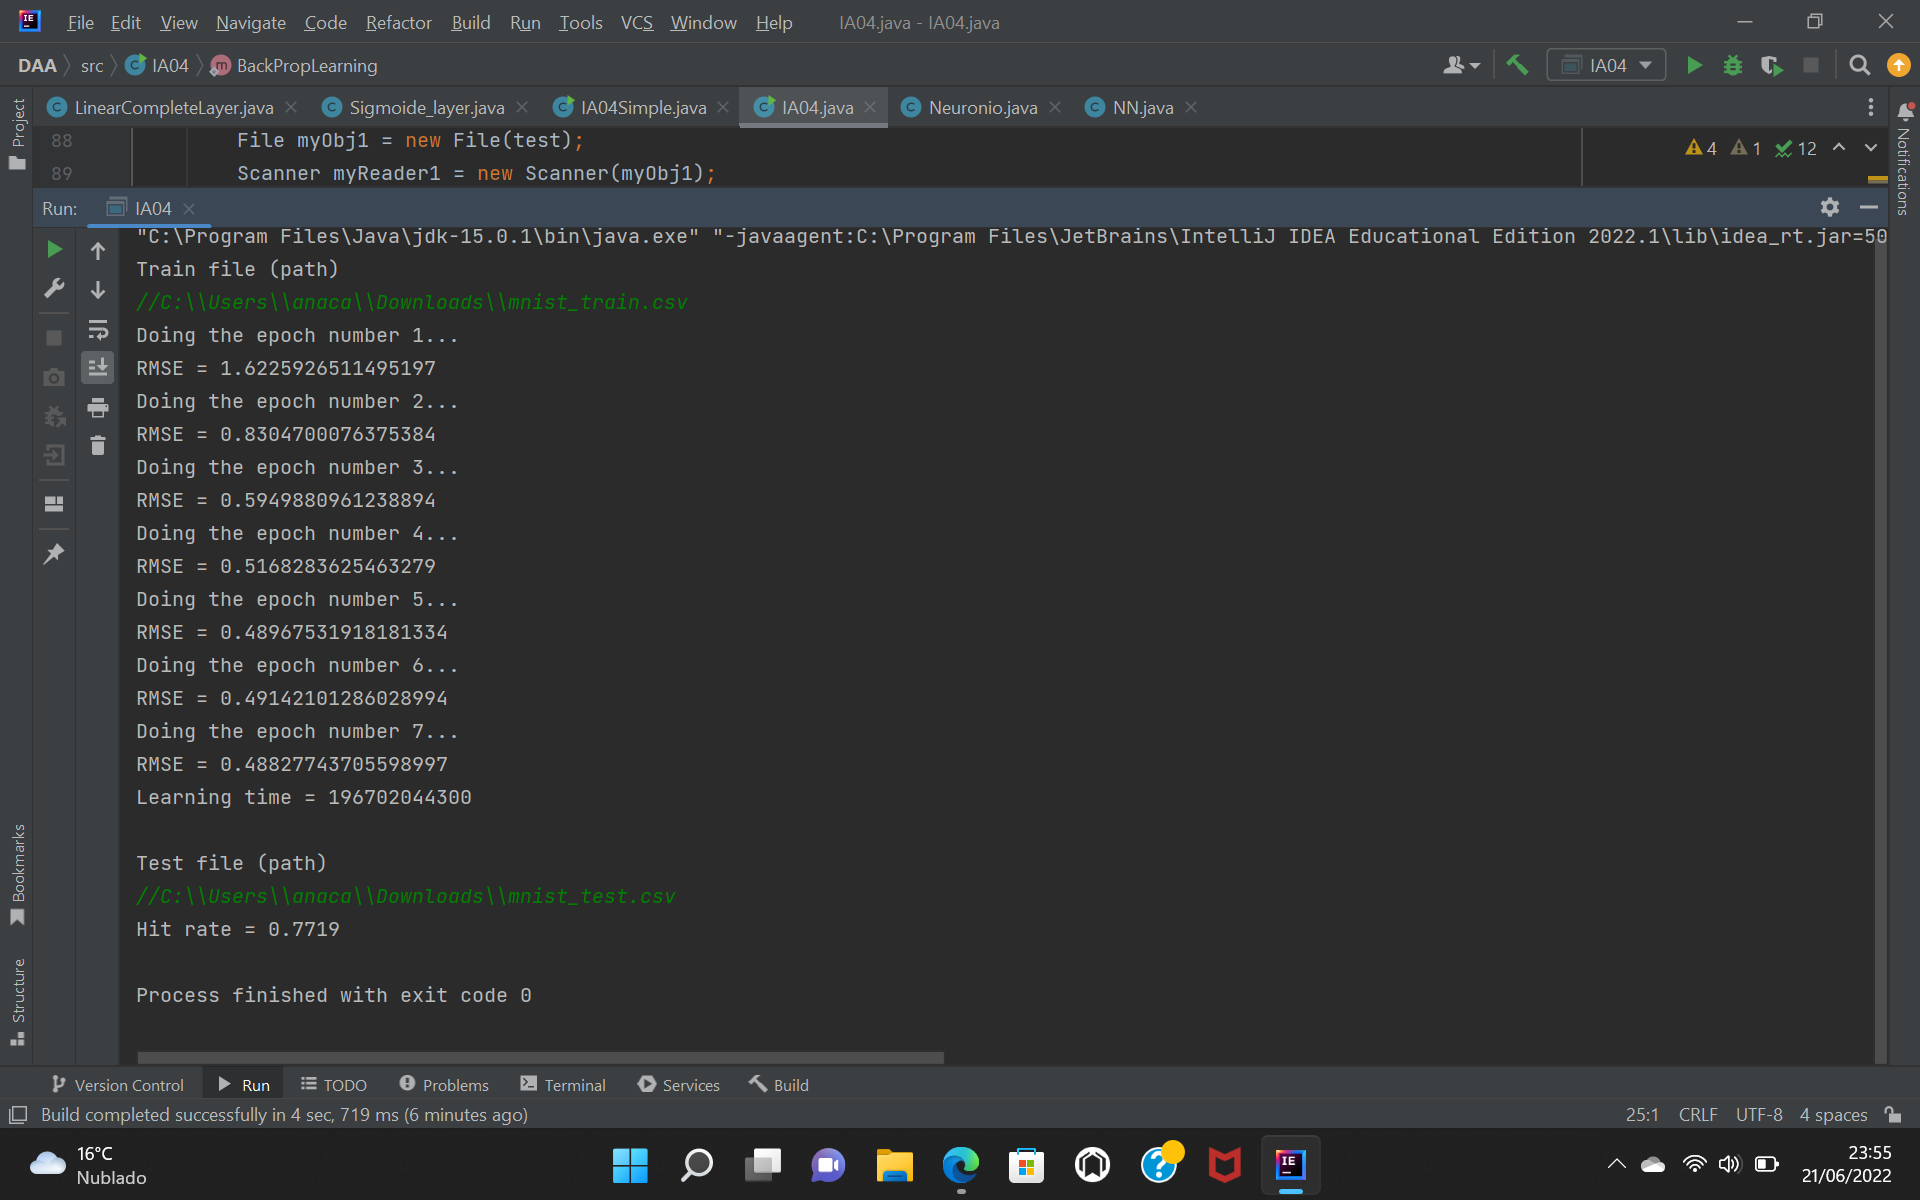 File Edit View Navigate Code Refactor Build Run Tools VCS Window Help IA04.java - IA04.java
DAA src IA04 BackPropLearning IA04
Project
LinearCompleteLayer.java Sigmoide_layer.java IA04Simple.java IA04.java Neuronio.java NN.java
Notifications
88 File myObj1 = new File(test);
4 1 12
89 Scanner myReader1 = new Scanner(myObj1);
Run: IA04
"C:\Program Files\Java\jdk-15.0.1\bin\java.exe" "-javaagent:C:\Program Files\JetBrains\IntelliJ IDEA Educational Edition 2022.1\lib\idea_rt.jar=50
Train file (path)
//C:\\Users\\anaca\\Downloads\\mnist_train.csv
Doing the epoch number 1...
RMSE = 1.6225926511495197
Doing the epoch number 2...
RMSE = 0.8304700076375384
Doing the epoch number 3...
RMSE = 0.5949880961238894
Doing the epoch number 4...
RMSE = 0.5168283625463279
Doing the epoch number 5...
RMSE = 0.48967531918181334
Doing the epoch number 6...
RMSE = 0.49142101286028994
Doing the epoch number 7...
RMSE = 0.48827743705598997
Learning time = 196702044300
Test file (path)
//C:\\Users\\anaca\\Downloads\\mnist_test.csv
Hit rate = 0.7719
Process finished with exit code 0
Bookmarks
Structure
Version Control Run TODO Problems Terminal Services Build
Build completed successfully in 4 sec, 719 ms (6 minutes ago) 25:1 CRLF UTF-8 4 spaces
16°C
Nublado
23:55
21/06/2022